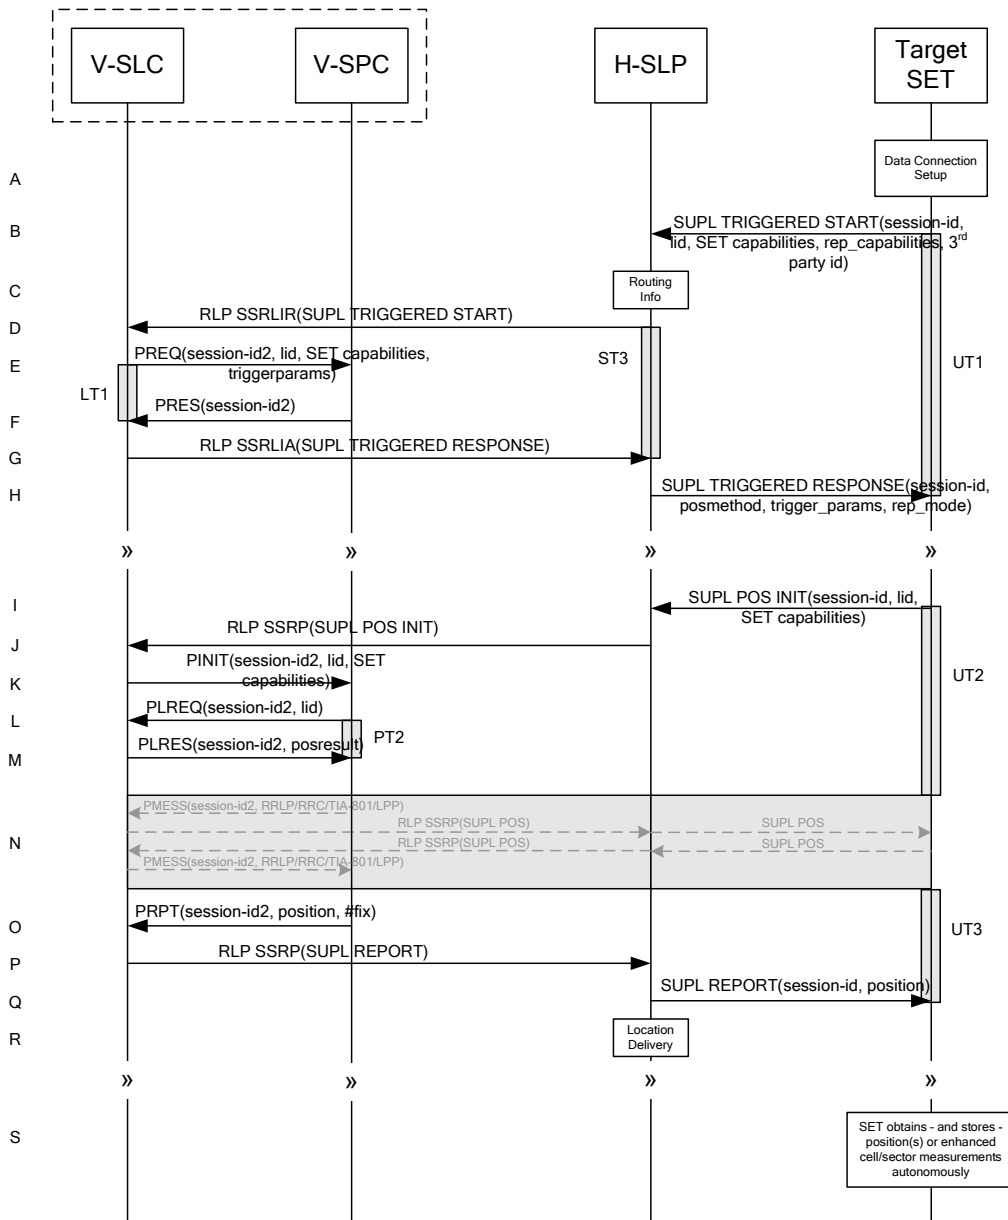 V-SLC
V-SPC
H-SLP
Target
SET
A
Data Connection
Setup
B
SUPL TRIGGERED START(session-id,
lid, SET capabilities, rep_capabilities, 3rd
party id)
C
Routing
Info
D
RLP SSRLIR(SUPL TRIGGERED START)
E
PREQ(session-id2, lid, SET capabilities,
triggerparams)
ST3
UT1
LT1
F
PRES(session-id2)
G
RLP SSRLIA(SUPL TRIGGERED RESPONSE)
H
SUPL TRIGGERED RESPONSE(session-id,
posmethod, trigger_params, rep_mode)
» » » »
I
SUPL POS INIT(session-id, lid,
SET capabilities)
J
RLP SSRP(SUPL POS INIT)
K
PINIT(session-id2, lid, SET
capabilities)
UT2
L
PLREQ(session-id2, lid)
PT2
M
PLRES(session-id2, posresult)
PMESS(session-id2, RRLP/RRC/TIA-801/LPP)
RLP SSRP(SUPL POS)
SUPL POS
N
RLP SSRP(SUPL POS)
SUPL POS
PMESS(session-id2, RRLP/RRC/TIA-801/LPP)
O
PRPT(session-id2, position, #fix)
UT3
P
RLP SSRP(SUPL REPORT)
Q
SUPL REPORT(session-id, position)
R
Location
Delivery
» » » »
S
SET obtains - and stores -
position(s) or enhanced
cell/sector measurements
autonomously